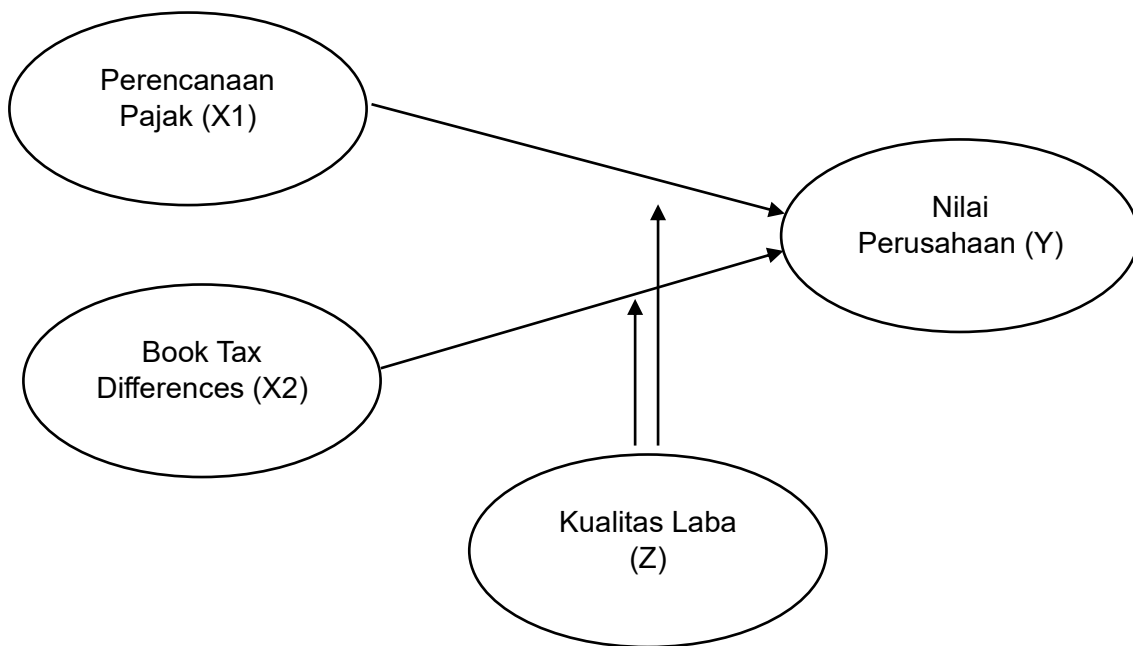 Perencanaan
Pajak (X1)
Nilai
Perusahaan (Y)
Book Tax
Differences (X2)
Kualitas Laba
(Z)